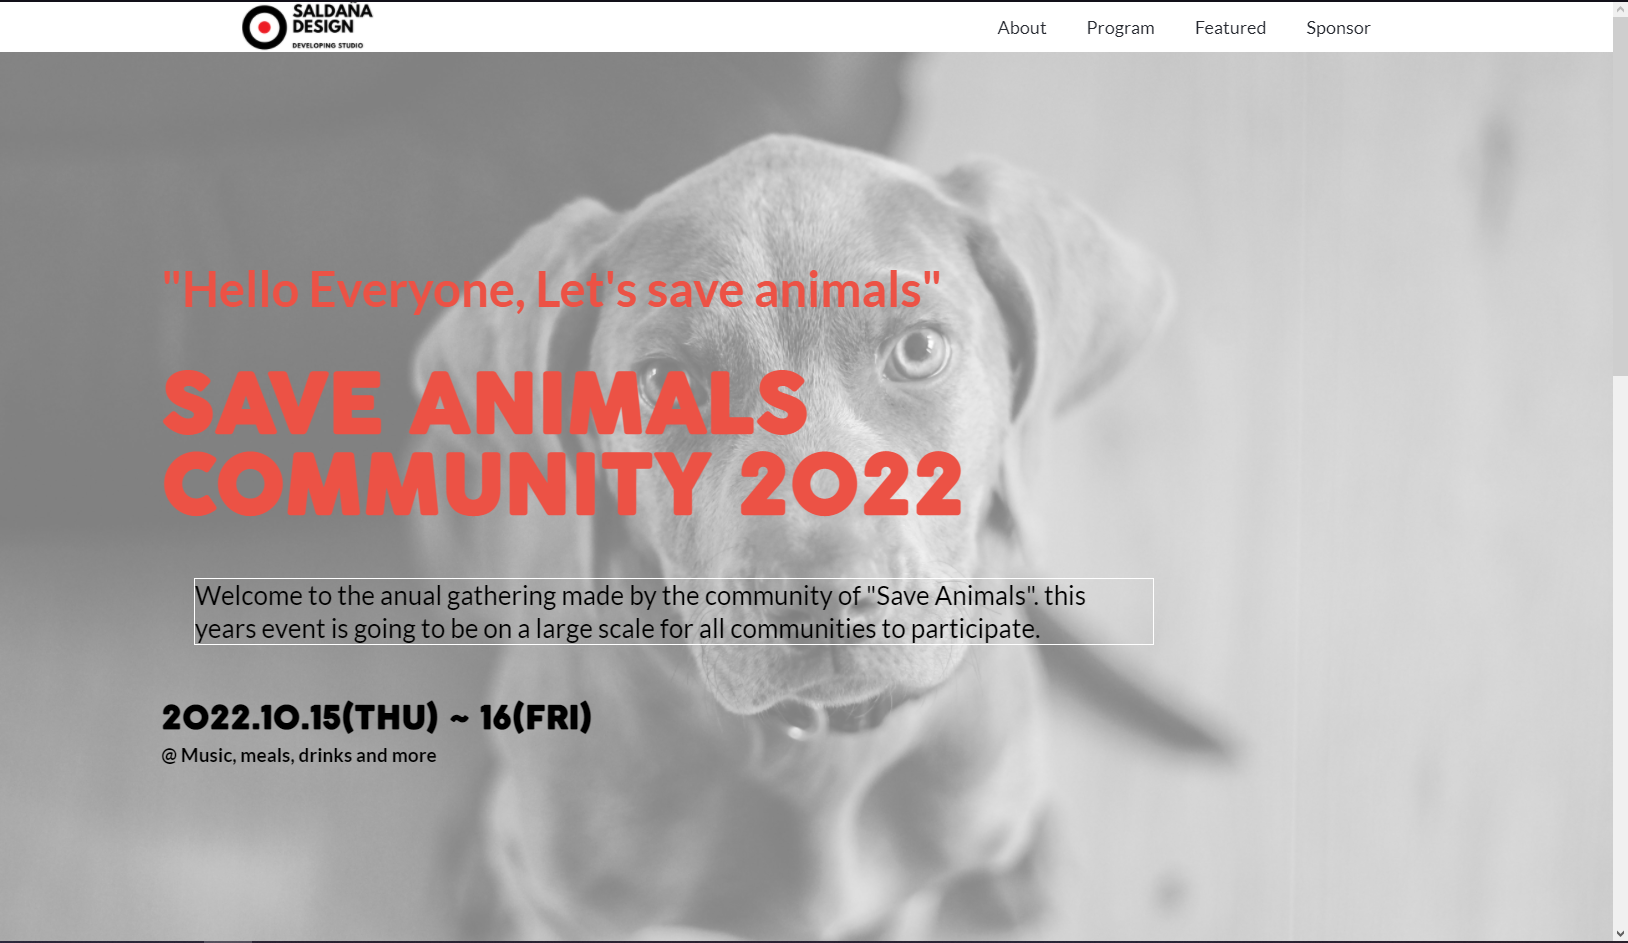 SALDAÑA
DESIGN
DEVELOPING STUDIO
About Program Featured Sponsor
"Hello Everyone, Let's save animals"
SAVE ANIMALS
COMMUNITY 2022
Welcome to the anual gathering made by the community of "Save Animals". this
years event is going to be on a large scale for all communities to participate.
2022.10.15(THU) ~ 16(FRI)
@ Music, meals, drinks and more